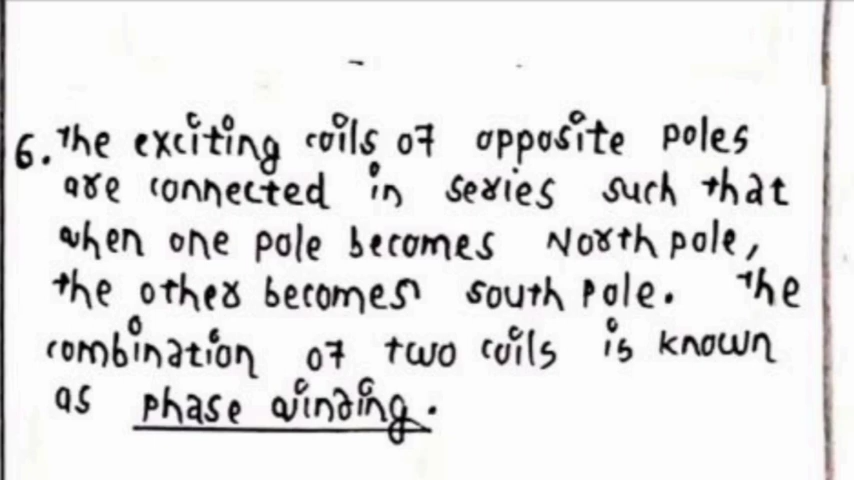 6. The exciting coils of opposite poles
are connected in series such that
when one pole becomes North pole,
the other becomes south pole. The
combination of two coils is known
as phase winding.